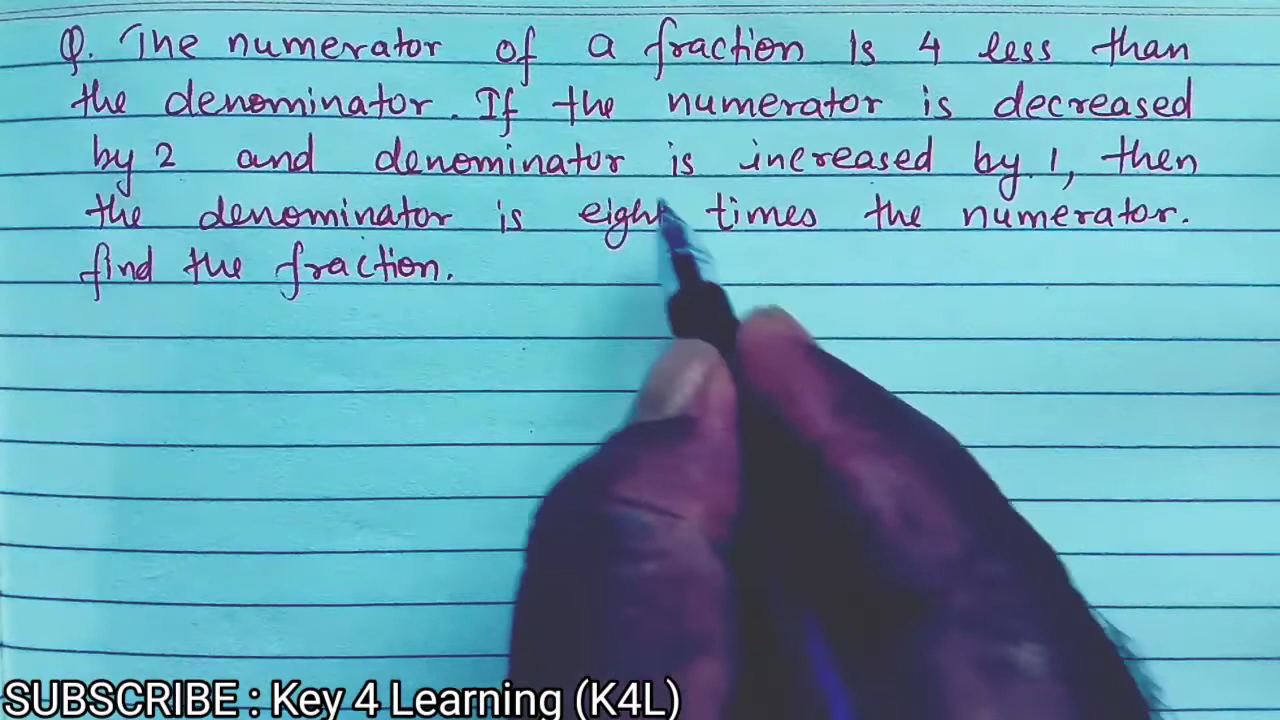 Q. The numerator of a fraction is 4 less than
the denominator. If the numerator is decreased
by 2 and denominator is increased by 1, then
the denominator is eight times the numerator.
find the fraction.
SUBSCRIBE : Key 4 Learning (K4L)